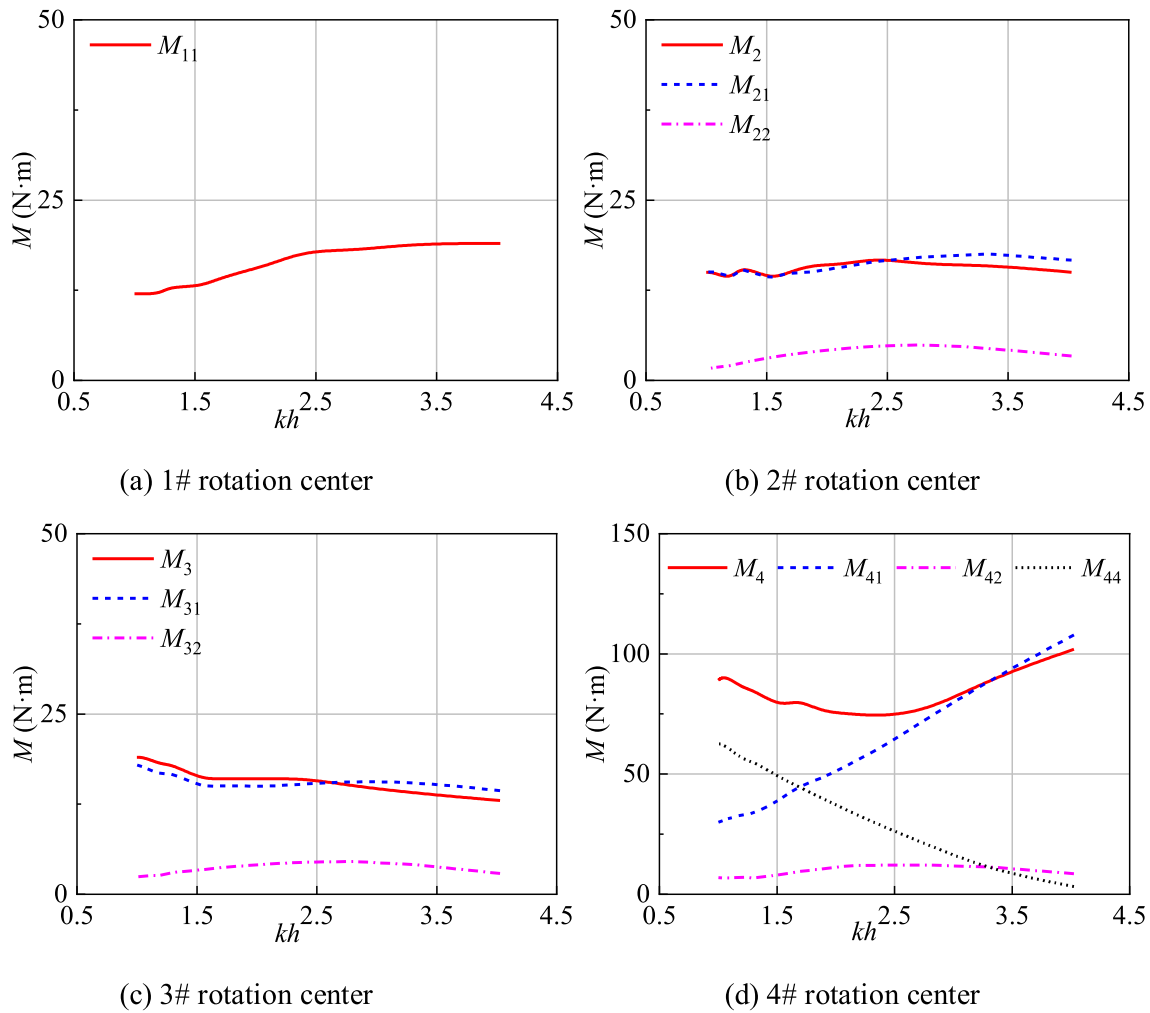 50
M11
25
M (N·m)
0
0.5 1.5 2.5 3.5 4.5
kh
(a) 1# rotation center
50
M2
M21
M22
25
M (N·m)
0
0.5 1.5 2.5 3.5 4.5
kh
(b) 2# rotation center
50
M3
M31
M32
25
M (N·m)
0
0.5 1.5 2.5 3.5 4.5
kh
(c) 3# rotation center
150
M4 M41 M42 M44
100
M (N·m)
50
0
0.5 1.5 2.5 3.5 4.5
kh
(d) 4# rotation center